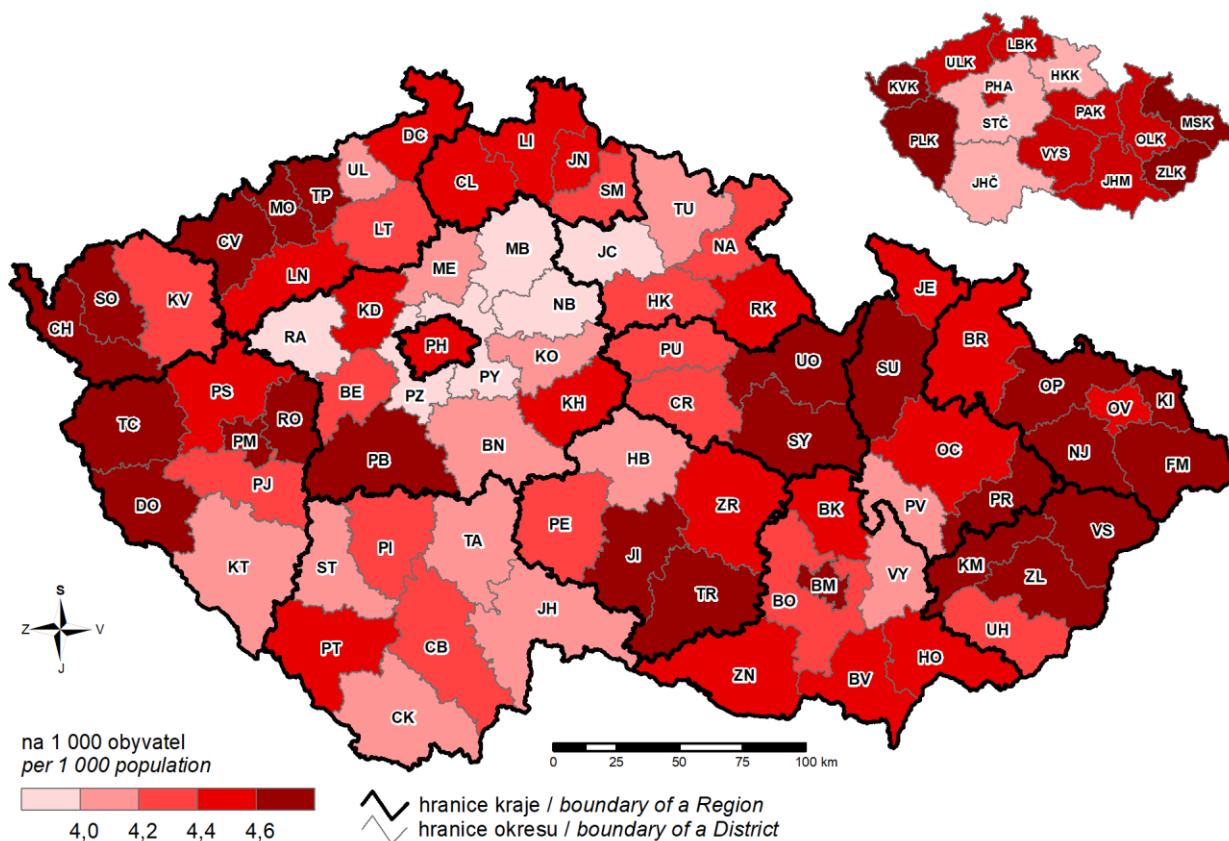 LBK
ULK
HKK
KVK
PHA
PAK
STČ
MSK
PLK
OLK
VYS
ZLK
JHM
JHČ
DC
LI
JN
UL
CL
TP
SM
MO
TU
LT
CV
MB
JC
NA
ME
LN
SO
KV
JE
NB
HK
KD
RK
CH
RA
BR
PH
PU
KO
UO
SU
PY
OP
KI
PS
BE
PZ
OV
CR
KH
RO
TC
PM
SY
OC
NJ
BN
PB
HB
FM
PJ
PR
DO
ZR
BK
PV
PE
VS
TA
PI
JI
KT
ST
KM
VY
ZL
BM
TR
BO
JH
UH
PT
CB
HO
ZN
BV
CK
S
Z V
J
na 1 000 obyvatel
per 1 000 population
4,0 4,2 4,4 4,6
0 25 50 75 100 km
hranice kraje / boundary of a Region
hranice okresu / boundary of a District